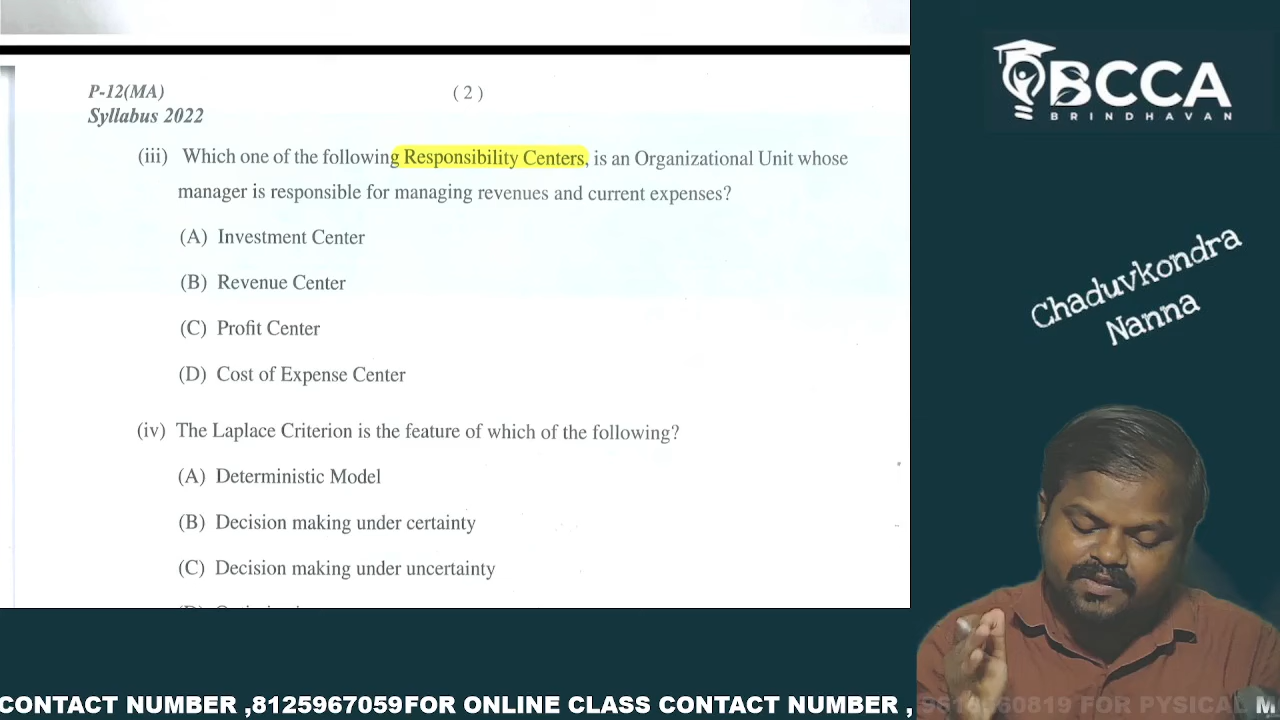 P-12(MA)
( 2 )
Syllabus 2022
(iii) Which one of the following Responsibility Centers, is an Organizational Unit whose
manager is responsible for managing revenues and current expenses?
(A) Investment Center
(B) Revenue Center
(C) Profit Center
(D) Cost of Expense Center
(iv) The Laplace Criterion is the feature of which of the following?
(A) Deterministic Model
(B) Decision making under certainty
(C) Decision making under uncertainty
BCCA
BRINDHAVAN
Chaduvkondra
Nanna
CONTACT NUMBER ,8125967059FOR ONLINE CLASS CONTACT NUMBER , FOR PYSICAL M